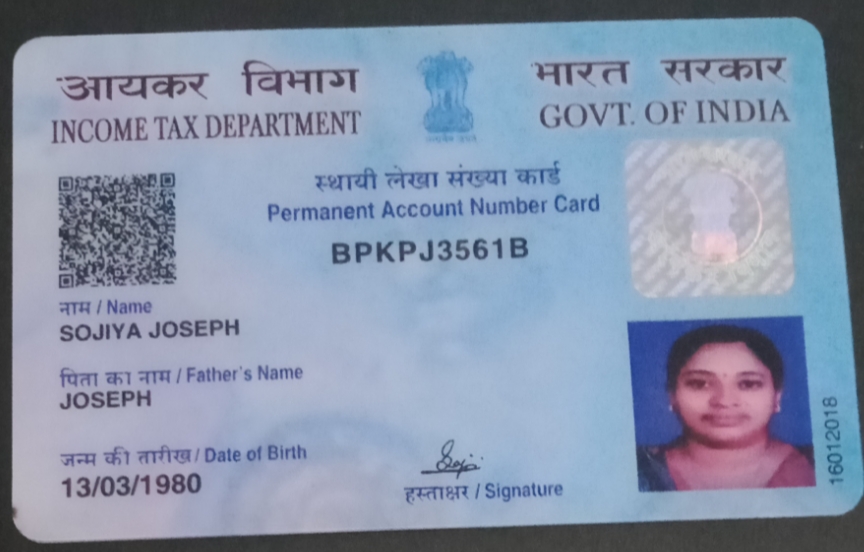 आयकर विभाग
INCOME TAX DEPARTMENT
भारत सरकार
GOVT. OF INDIA
स्थायी लेखा संख्या कार्ड
Permanent Account Number Card
BPKPJ3561B
नाम / Name
SOJIYA JOSEPH
पिता का नाम / Father's Name
JOSEPH
जन्म की तारीख / Date of Birth
13/03/1980
हस्ताक्षर / Signature
16012018